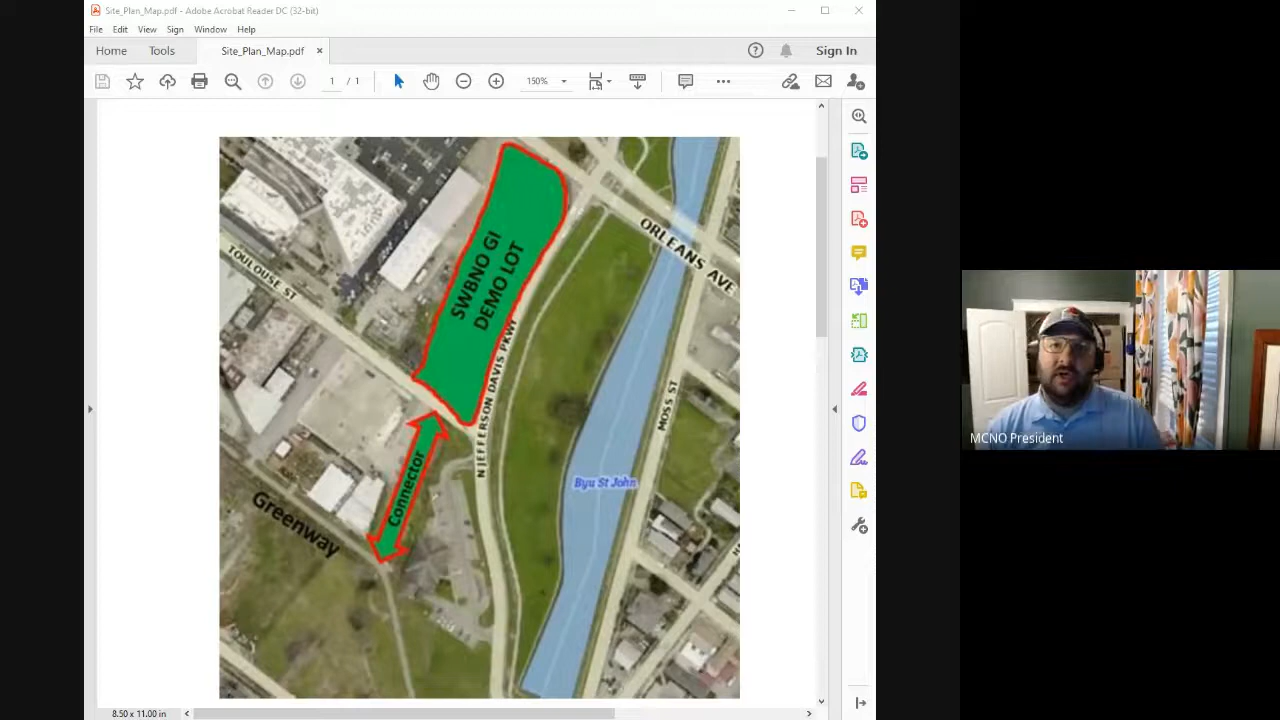 Site_Plan_Map.pdf - Adobe Acrobat Reader DC (32-bit)
File Edit View Sign Window Help
Home Tools Site_Plan_Map.pdf × Sign In
1 / 1 150%
ORLEANS AVE
TOULOUSE ST
SWBNO GI
DEMO LOT
N JEFFERSON DAVIS PKWY
MOSS ST
Connector
Byu St John
Greenway
MCNO President
8.50 x 11.00 in